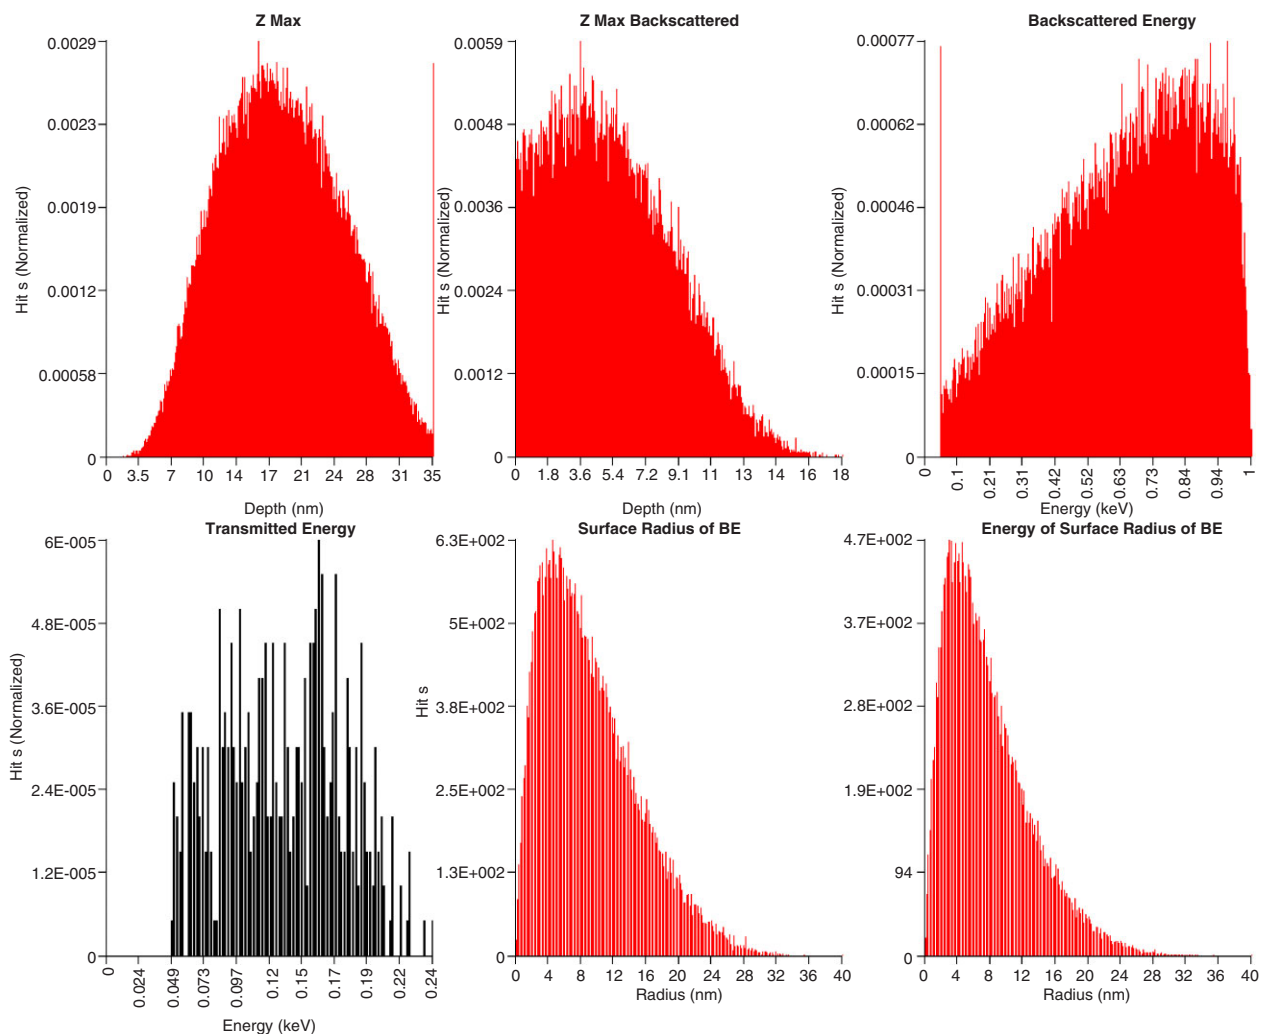 Z Max
0.0029
0.0023
0.0019
0.0012
0.00058
0
Hit s (Normalized)
0 3.5 7 10 14 17 21 24 28 31 35
Depth (nm)
Z Max Backscattered
0.0059
0.0048
0.0036
0.0024
0.0012
0
Hit s (Normalized)
0 1.8 3.6 5.4 7.2 9.1 11 13 14 16 18
Depth (nm)
Backscattered Energy
0.00077
0.00062
0.00046
0.00031
0.00015
0
Hit s (Normalized)
0 0.1 0.21 0.31 0.42 0.52 0.63 0.73 0.84 0.94 1
Energy (keV)
Transmitted Energy
6E-005
4.8E-005
3.6E-005
2.4E-005
1.2E-005
0
Hit s (Normalized)
0 0.024 0.049 0.073 0.097 0.12 0.15 0.17 0.19 0.22 0.24
Energy (keV)
Surface Radius of BE
6.3E+002
5E+002
3.8E+002
2.5E+002
1.3E+002
0
Hit s
0 4 8 12 16 20 24 28 32 36 40
Radius (nm)
Energy of Surface Radius of BE
4.7E+002
3.7E+002
2.8E+002
1.9E+002
94
0
0 4 8 12 16 20 24 28 32 36 40
Radius (nm)